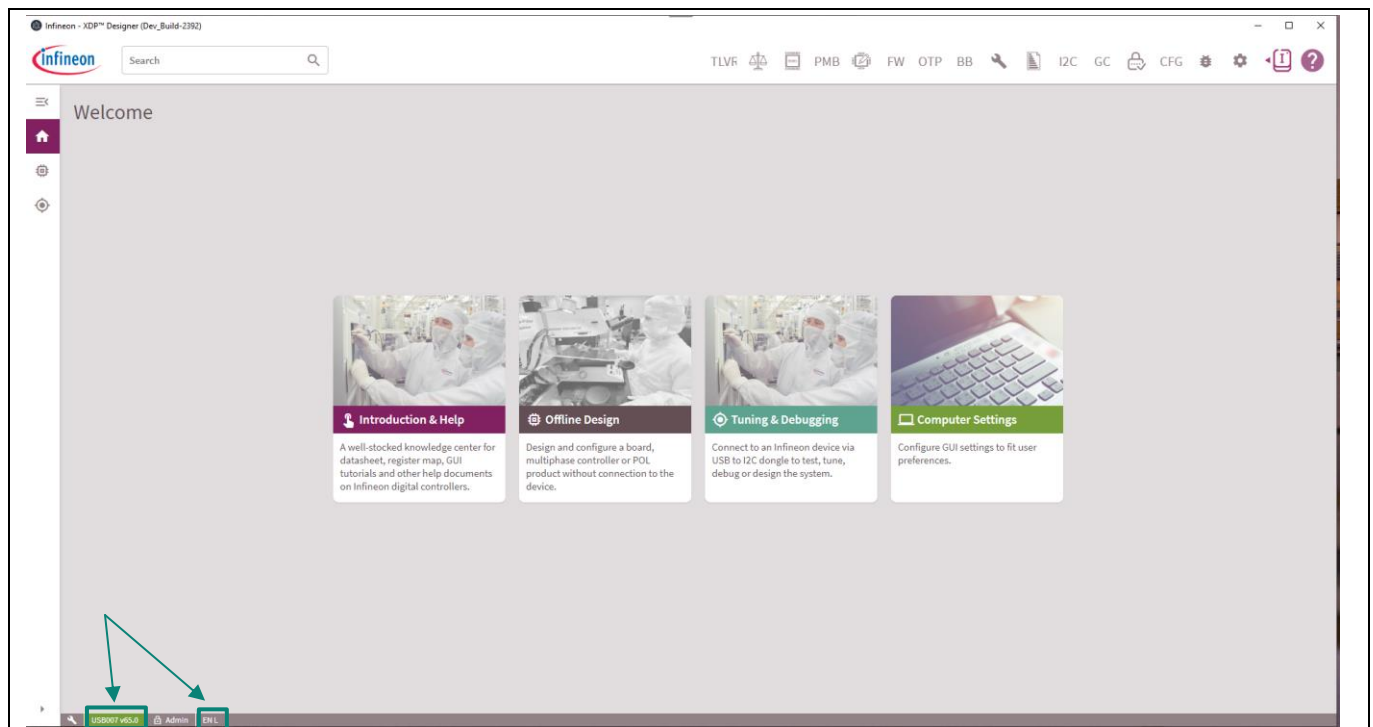 Infineon - XDP™ Designer (Dev_Build-2392)
infineon
Search
TLVR PMB FW OTP BB I2C GC CFG
Welcome
Introduction & Help
A well-stocked knowledge center for
datasheet, register map, GUI
tutorials and other help documents
on Infineon digital controllers.
Offline Design
Design and configure a board,
multiphase controller or POL
product without connection to the
device.
Tuning & Debugging
Connect to an Infineon device via
USB to I2C dongle to test, tune,
debug or design the system.
Computer Settings
Configure GUI settings to fit user
preferences.
USB007 v65.0 Admin EN L